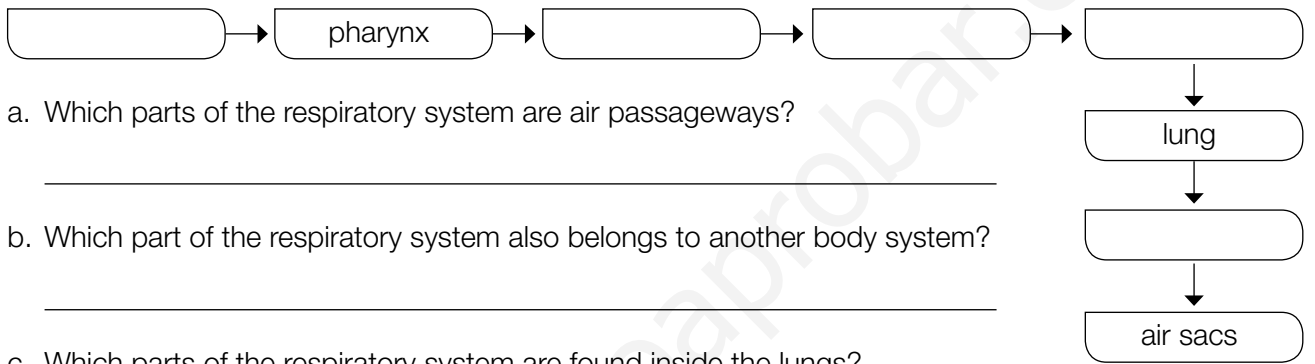 pharynx
a. Which parts of the respiratory system are air passageways?
lung
b. Which part of the respiratory system also belongs to another body system?
air sacs
c. Which parts of the respiratory system are found inside the lungs?
aprobar.